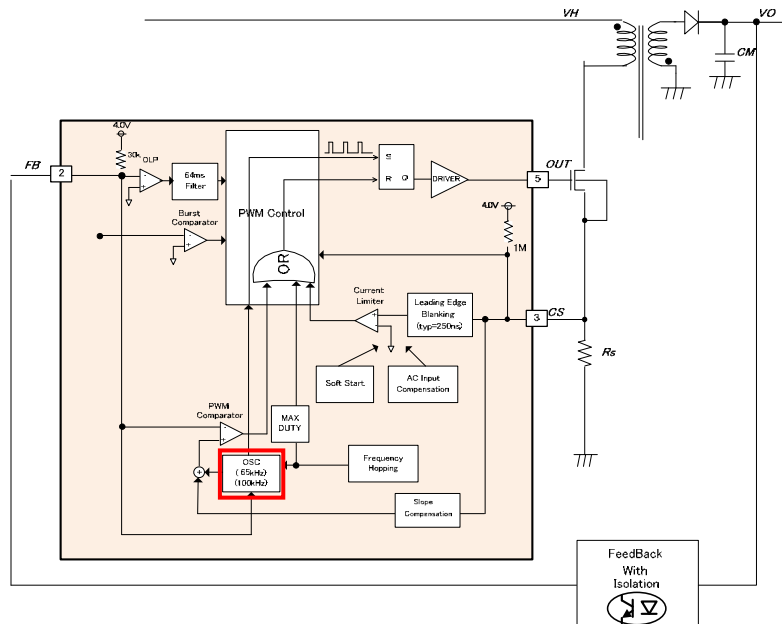 VH
VO
CM
4.0V
30k
OLP
FB
2
64ms
Filter
S
R
Q
DRIVER
OUT
5
Burst
Comparator
PWM Control
OR
4.0V
1M
Current
Limiter
Leading Edge
Blanking
(typ=250ns)
3
CS
Rs
Soft Start
AC Input
Compensation
PWM
Comparator
MAX
DUTY
OSC
(65kHz)
(100kHz)
Frequency
Hopping
Slope
Compensation
FeedBack
With
Isolation